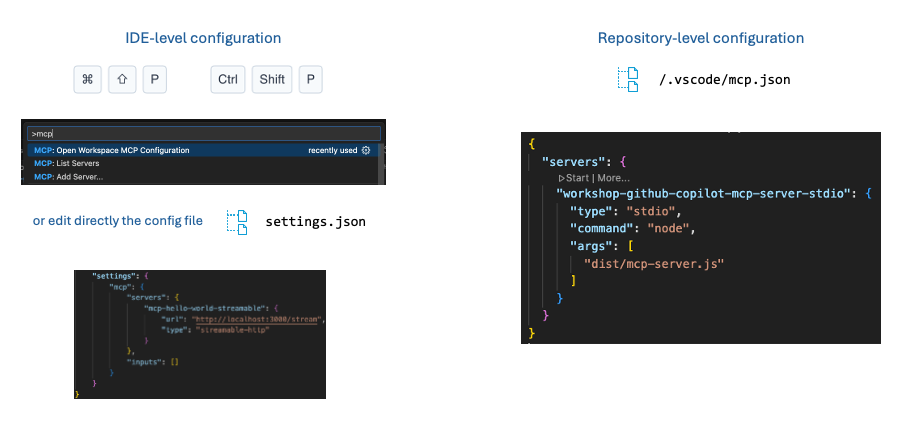 IDE-level configuration
⌘ ⇧ P Ctrl Shift P
>mcp
MCP: Open Workspace MCP Configuration recently used
MCP: List Servers
MCP: Add Server...
or edit directly the config file settings.json
"settings": {
"mcp": {
"servers": {
"mcp-hello-world-streamable": {
"url": "http://localhost:3000/stream",
"type": "streamable-http"
}
},
"inputs": []
}
}
}
Repository-level configuration
/.vscode/mcp.json
{
"servers": {
▷Start | More...
"workshop-github-copilot-mcp-server-stdio": {
"type": "stdio",
"command": "node",
"args": [
"dist/mcp-server.js"
]
}
}
}